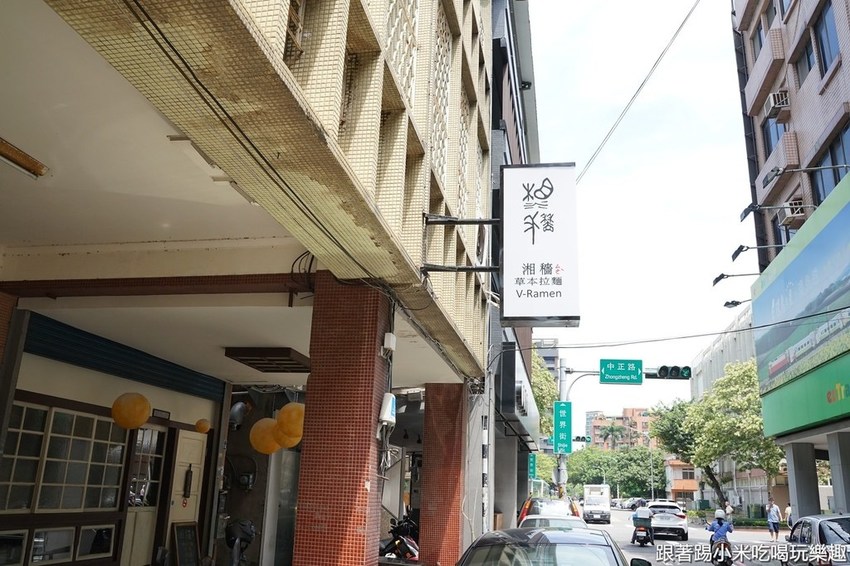 湘穡
草本拉麵
V-Ramen
中正路
Zhongzheng Rd.
世界街
跟著踢小米吃喝玩樂趣